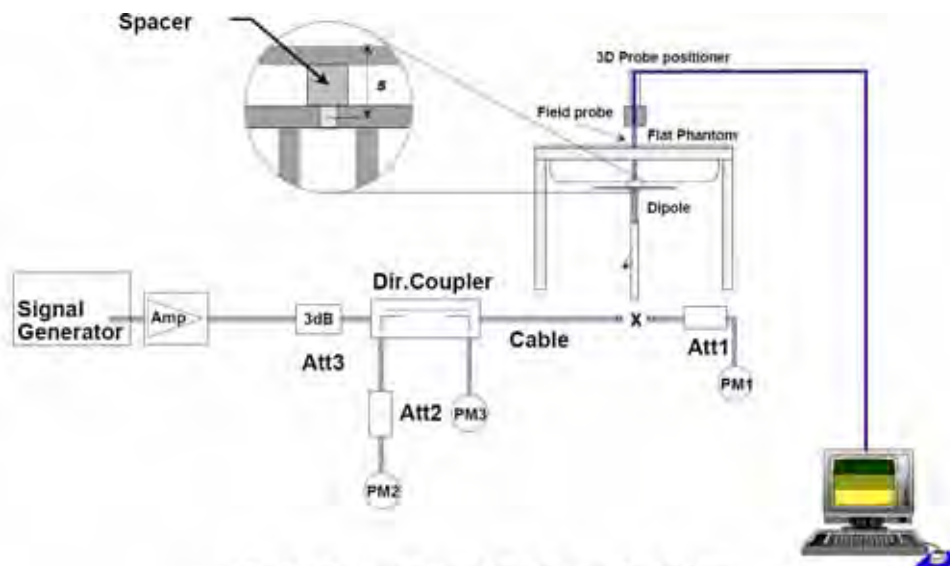 Spacer
s
3D Probe positioner
Field probe
Flat Phantom
Dipole
Signal
Generator
Amp
3dB
Att3
Dir.Coupler
Att2
PM3
PM2
Cable
x
Att1
PM1